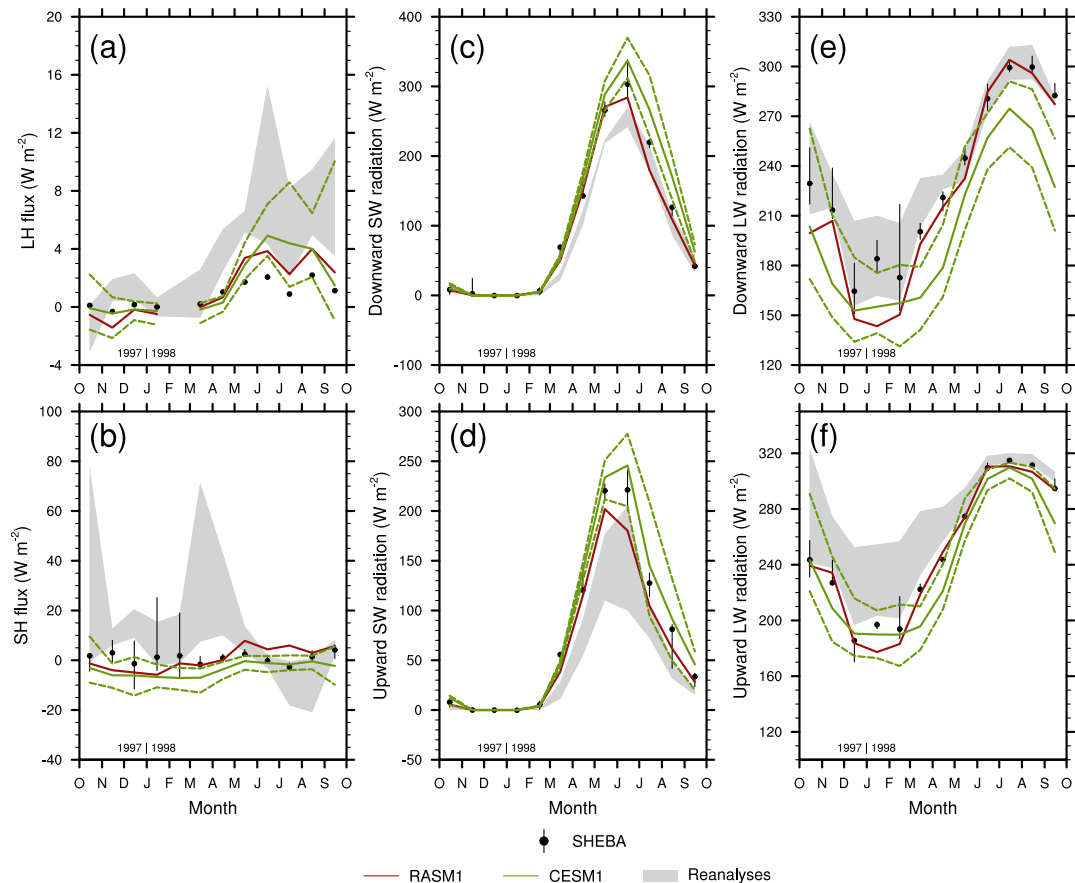 (a)
LH flux (W m-2)
20
16
12
8
4
0
-4
1997 | 1998
O N D J F M A M J J A S O
(c)
Downward SW radiation (W m-2)
400
300
200
100
0
-100
1997 | 1998
O N D J F M A M J J A S O
(e)
Downward LW radiation (W m-2)
330
300
270
240
210
180
150
120
1997 | 1998
O N D J F M A M J J A S O
(b)
SH flux (W m-2)
100
80
60
40
20
0
-20
-40
1997 | 1998
O N D J F M A M J J A S O
Month
(d)
Upward SW radiation (W m-2)
300
250
200
150
100
50
0
-50
1997 | 1998
O N D J F M A M J J A S O
Month
(f)
Upward LW radiation (W m-2)
320
280
240
200
160
120
1997 | 1998
O N D J F M A M J J A S O
Month
SHEBA
RASM1 CESM1 Reanalyses